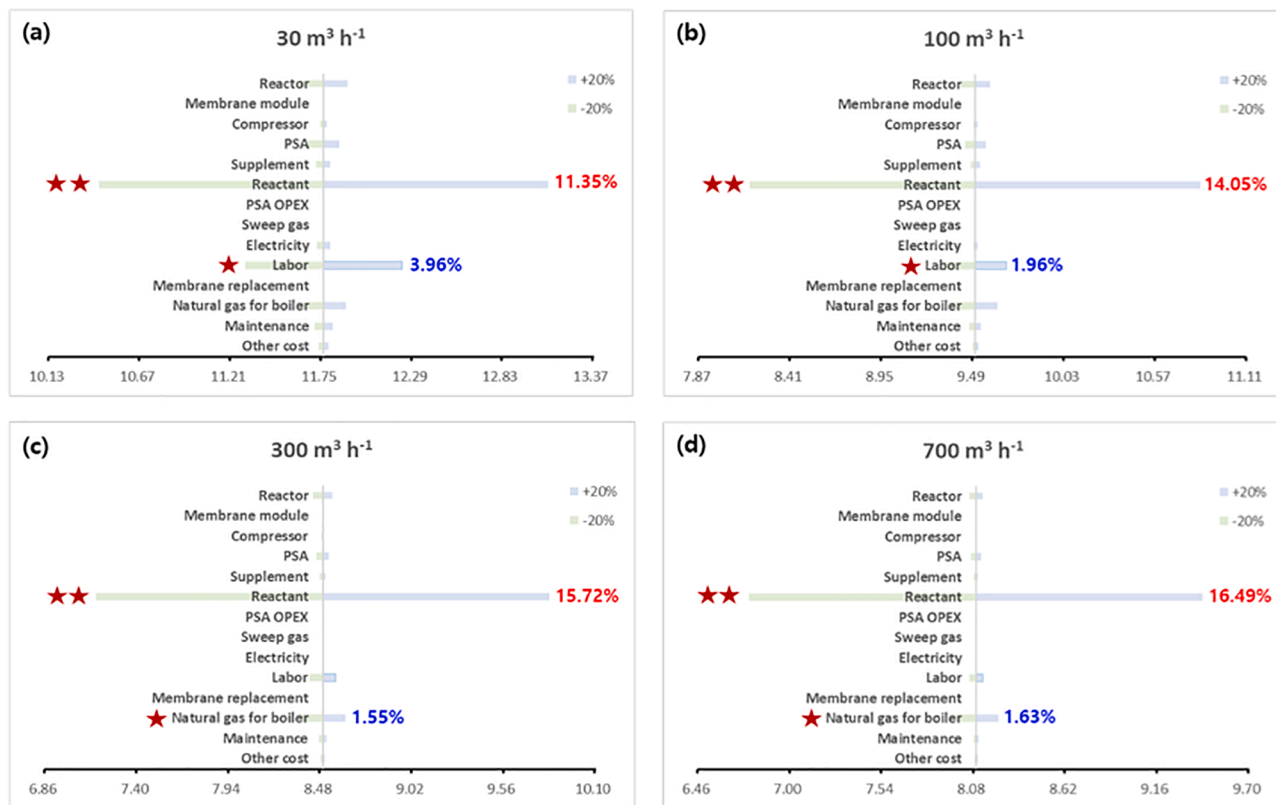 (a)
30 m³ h⁻¹
+20%
-20%
Reactor
Membrane module
Compressor
PSA
Supplement
Reactant
11.35%
PSA OPEX
Sweep gas
Electricity
Labor
3.96%
Membrane replacement
Natural gas for boiler
Maintenance
Other cost
10.13 10.67 11.21 11.75 12.29 12.83 13.37
(b)
100 m³ h⁻¹
+20%
-20%
Reactor
Membrane module
Compressor
PSA
Supplement
Reactant
14.05%
PSA OPEX
Sweep gas
Electricity
Labor
1.96%
Membrane replacement
Natural gas for boiler
Maintenance
Other cost
7.87 8.41 8.95 9.49 10.03 10.57 11.11
(c)
300 m³ h⁻¹
+20%
-20%
Reactor
Membrane module
Compressor
PSA
Supplement
Reactant
15.72%
PSA OPEX
Sweep gas
Electricity
Labor
Membrane replacement
Natural gas for boiler
1.55%
Maintenance
Other cost
6.86 7.40 7.94 8.48 9.02 9.56 10.10
(d)
700 m³ h⁻¹
+20%
-20%
Reactor
Membrane module
Compressor
PSA
Supplement
Reactant
16.49%
PSA OPEX
Sweep gas
Electricity
Labor
Membrane replacement
Natural gas for boiler
1.63%
Maintenance
Other cost
6.46 7.00 7.54 8.08 8.62 9.16 9.70